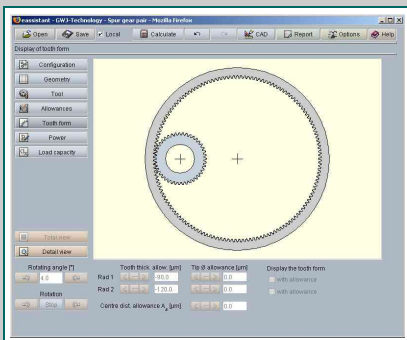 eassistant - GWJ-Technology - Spur gear pair - Mozilla Firefox
Open Save Local Calculate CAD Report Options Help
Display of tooth form
Configuration
Geometry
Tool
Allowances
Tooth form
Power
Load capacity
Total view
Detail view
Rotating angle [°] Tooth thick. allow. [µm] Tip Ø allowance [µm] Display the tooth form
4.0 Rad 1 < - > -90.0 < - > 0.0 with allowance
Rotation Rad 2 < - > -120.0 < - > 0.0 with allowance
Stop Centre dist. allowance A [µm] < - > 0.0